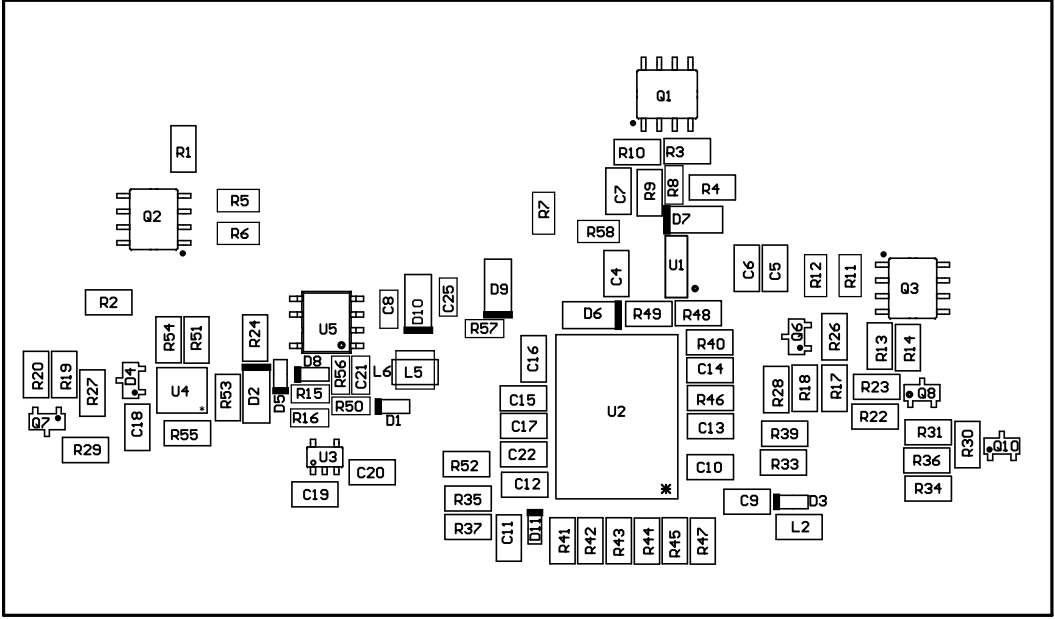 Q1
R1
R10 R3
C7 R9 R8 R4
Q2 R5 R7 D7
R6 R58
R2 C4 U1 C6 C5 R12 R11 Q3
C8 D10 C25 D9
D6 R49 R48
R54 R51 R24 U5 R57 Q6 R26
C16 R40 R13 R14
R20 R19 R27 D4 U4 R53 D2 D5 D8 R56 C21 L6 L5 C14
R15 R28 R18 R17 R23 Q8
C15 R46
R50 D1 R16 U2 R22
Q7 C18 R55 C17 C13 R39 R31 R30
R29 U3 C22 R33 R36 Q10
C20 R52 C10
C19 C12 R34
R35 C9 D3
R37 C11 D11 R41 R42 R43 R44 R45 R47 L2